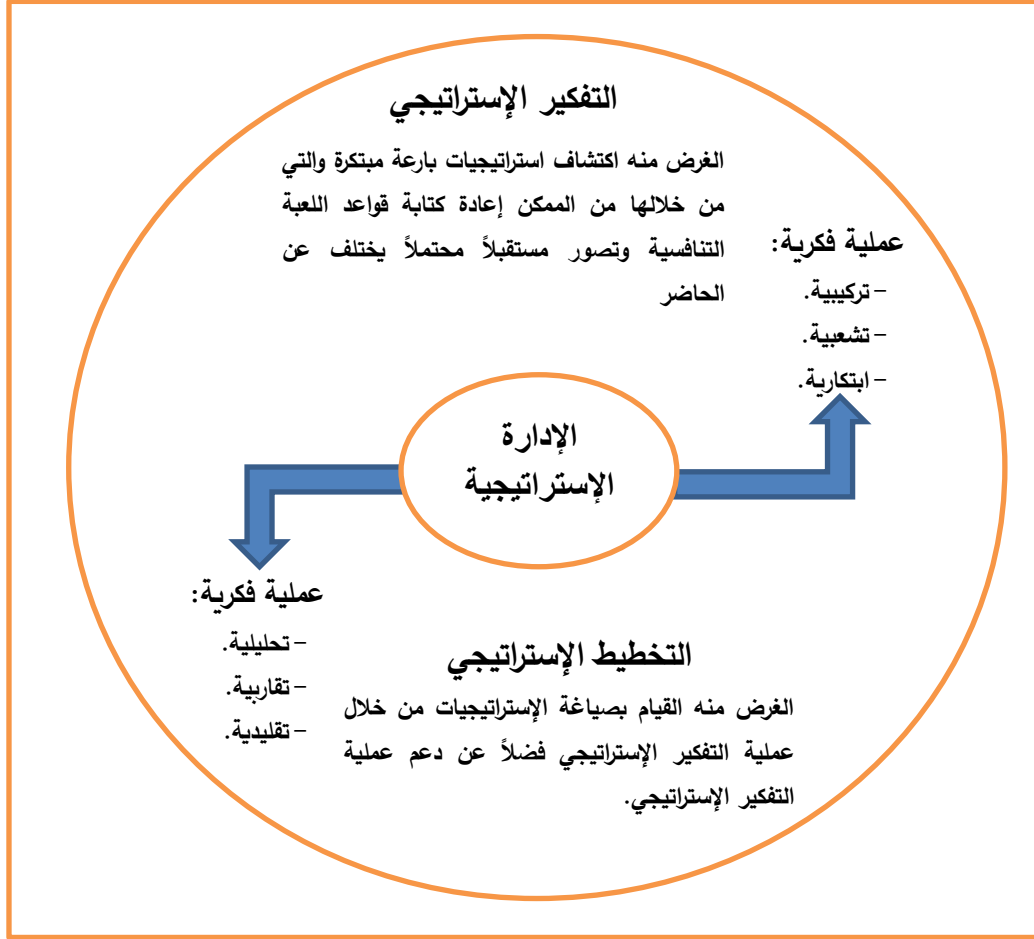 التفكير الإستراتيجي
الغرض منه اكتشاف استراتيجيات بارعة مبتكرة والتي
من خلالها من الممكن إعادة كتابة قواعد اللعبة
التنافسية وتصور مستقبلاً محتملاً يختلف عن
الحاضر
عملية فكرية:
-تركيبية.
-تشعبية.
-ابتكارية.
الإدارة
الإستراتيجية
عملية فكرية:
-تحليلية.
-تقاربية.
-تقليدية.
التخطيط الإستراتيجي
الغرض منه القيام بصياغة الإستراتيجيات من خلال
عملية التفكير الإستراتيجي فضلاً عن دعم عملية
التفكير الإستراتيجي.